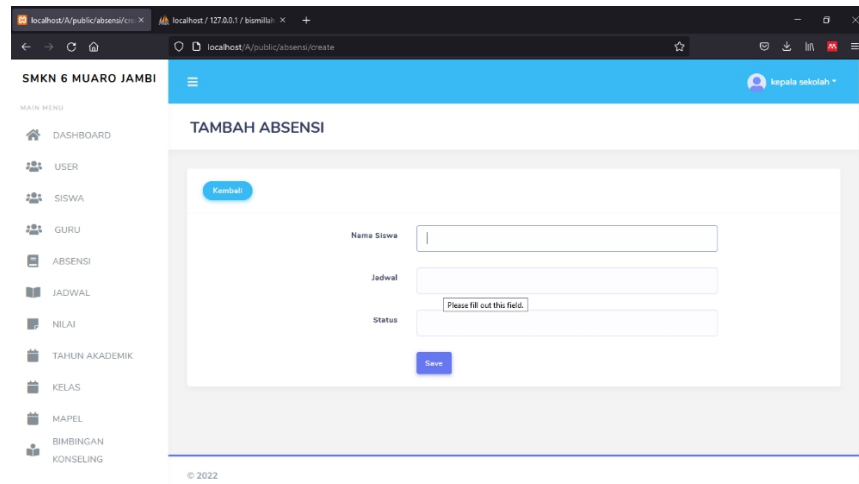 localhost/A/public/absensi/cre
localhost / 127.0.0.1 / bismillah
localhost/A/public/absensi/create
SMKN 6 MUARO JAMBI
kepala sekolah
MAIN MENU
DASHBOARD
USER
SISWA
GURU
ABSENSI
JADWAL
NILAI
TAHUN AKADEMIK
KELAS
MAPEL
BIMBINGAN
KONSELING
TAMBAH ABSENSI
Kembali
Nama Siswa
Jadwal
Please fill out this field.
Status
Save
© 2022